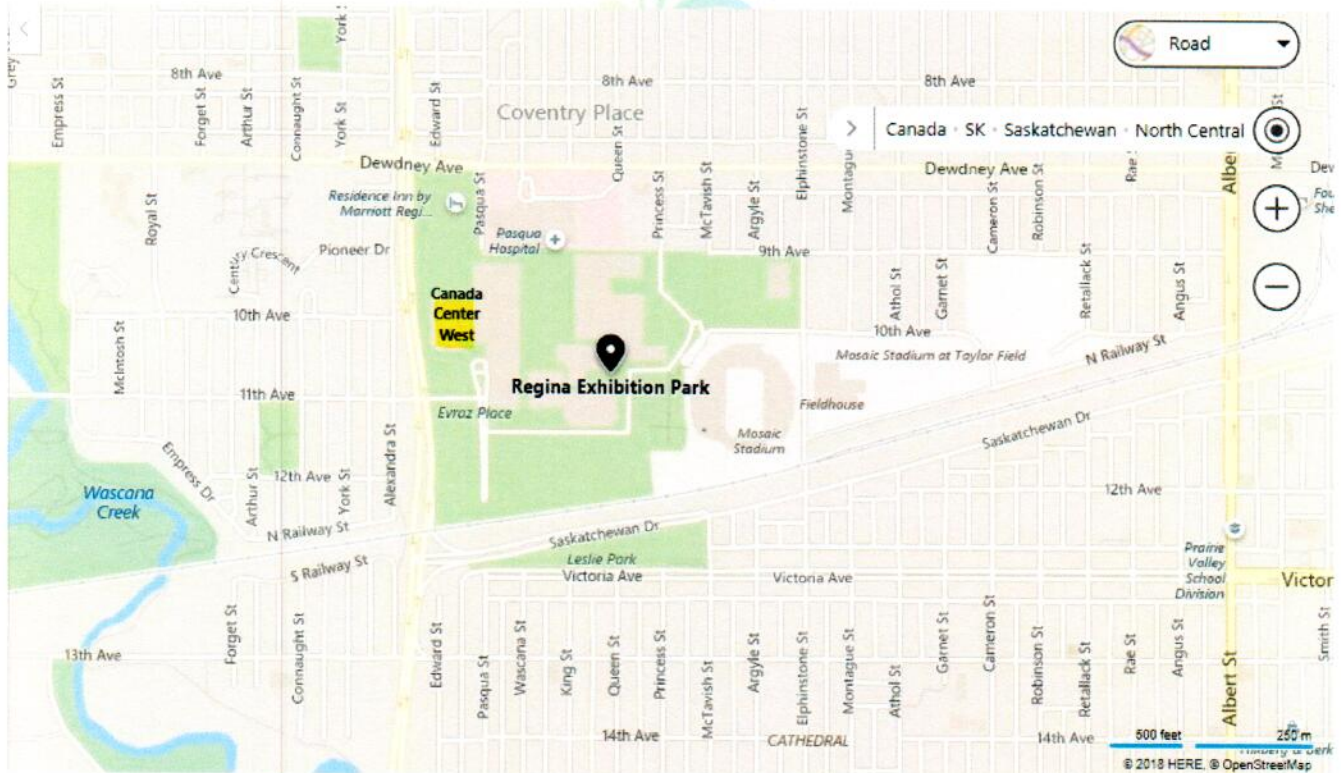 York
8th Ave
8th Ave
8th Ave
Road
Empress St
Forget St
Arthur St
Connaught St
York St
Edward St
Coventry Place
Queen St
Elphinstone St
Canada · SK · Saskatchewan · North Central
Dewdney Ave
Dewdney Ave
Residence Inn by
Marriott Regi...
Pasqua St
Pasqua
Hospital
Princess St
McTavish St
Argyle St
Montague
Cameron St
Robinson St
Royal St
Pioneer Dr
9th Ave
Canada
Center
West
10th Ave
Athol St
Garnet St
Retallack St
Angus St
10th Ave
McIntosh St
Mosaic Stadium at Taylor Field
N Railway St
Regina Exhibition Park
11th Ave
Evraz Place
Fieldhouse
Mosaic
Stadium
Saskatchewan Dr
Empress Dr
Alexandra St
Wascana
Creek
Arthur St
12th Ave
York St
12th Ave
N Railway St
Saskatchewan Dr
S Railway St
Leslie Park
Victoria Ave
Victoria Ave
Prairie
Valley
School
Division
Victor
Forget St
Connaught St
13th Ave
Edward St
Pasqua St
Wascana St
King St
Queen St
Princess St
McTavish St
Argyle St
Elphinstone St
Montague St
Athol St
Garnet St
Cameron St
Robinson St
Retallack St
Rae St
Angus St
Albert St
Smith St
14th Ave
CATHEDRAL
14th Ave
500 feet
250 m
© 2018 HERE, © OpenStreetMap